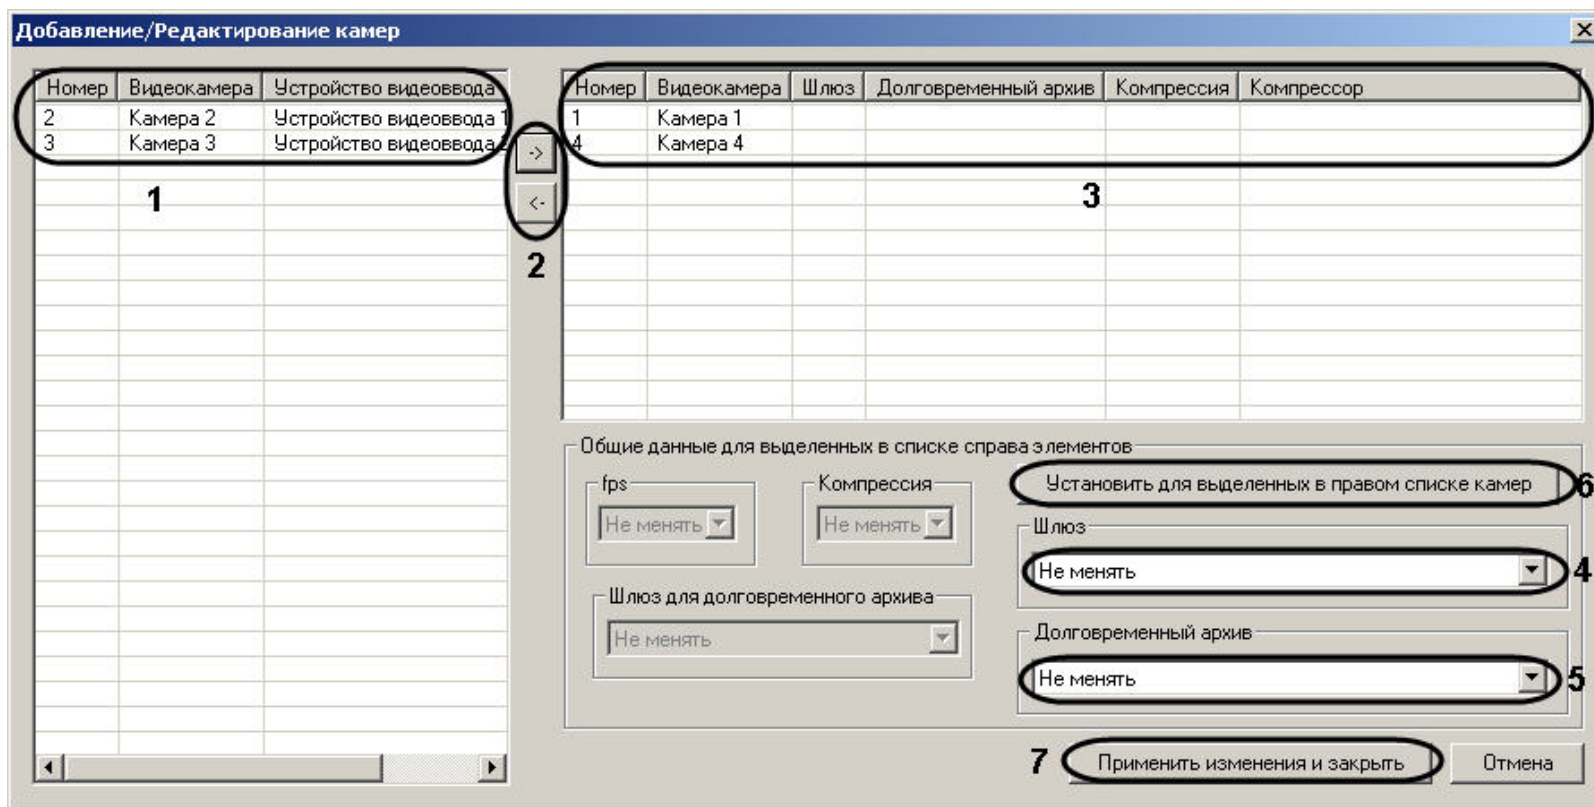 Добавление/Редактирование камер
Номер Видеокамера Устройство видеоввода
2 Камера 2 Устройство видеоввода 1
3 Камера 3 Устройство видеоввода
1
->
<-
2
Номер Видеокамера Шлюз Долговременный архив Компрессия Компрессор
1 Камера 1
4 Камера 4
3
Общие данные для выделенных в списке справа элементов
fps
Не менять
Компрессия
Не менять
Установить для выделенных в правом списке камер
6
Шлюз
Не менять
4
Шлюз для долговременного архива
Не менять
Долговременный архив
Не менять
5
7
Применить изменения и закрыть
Отмена